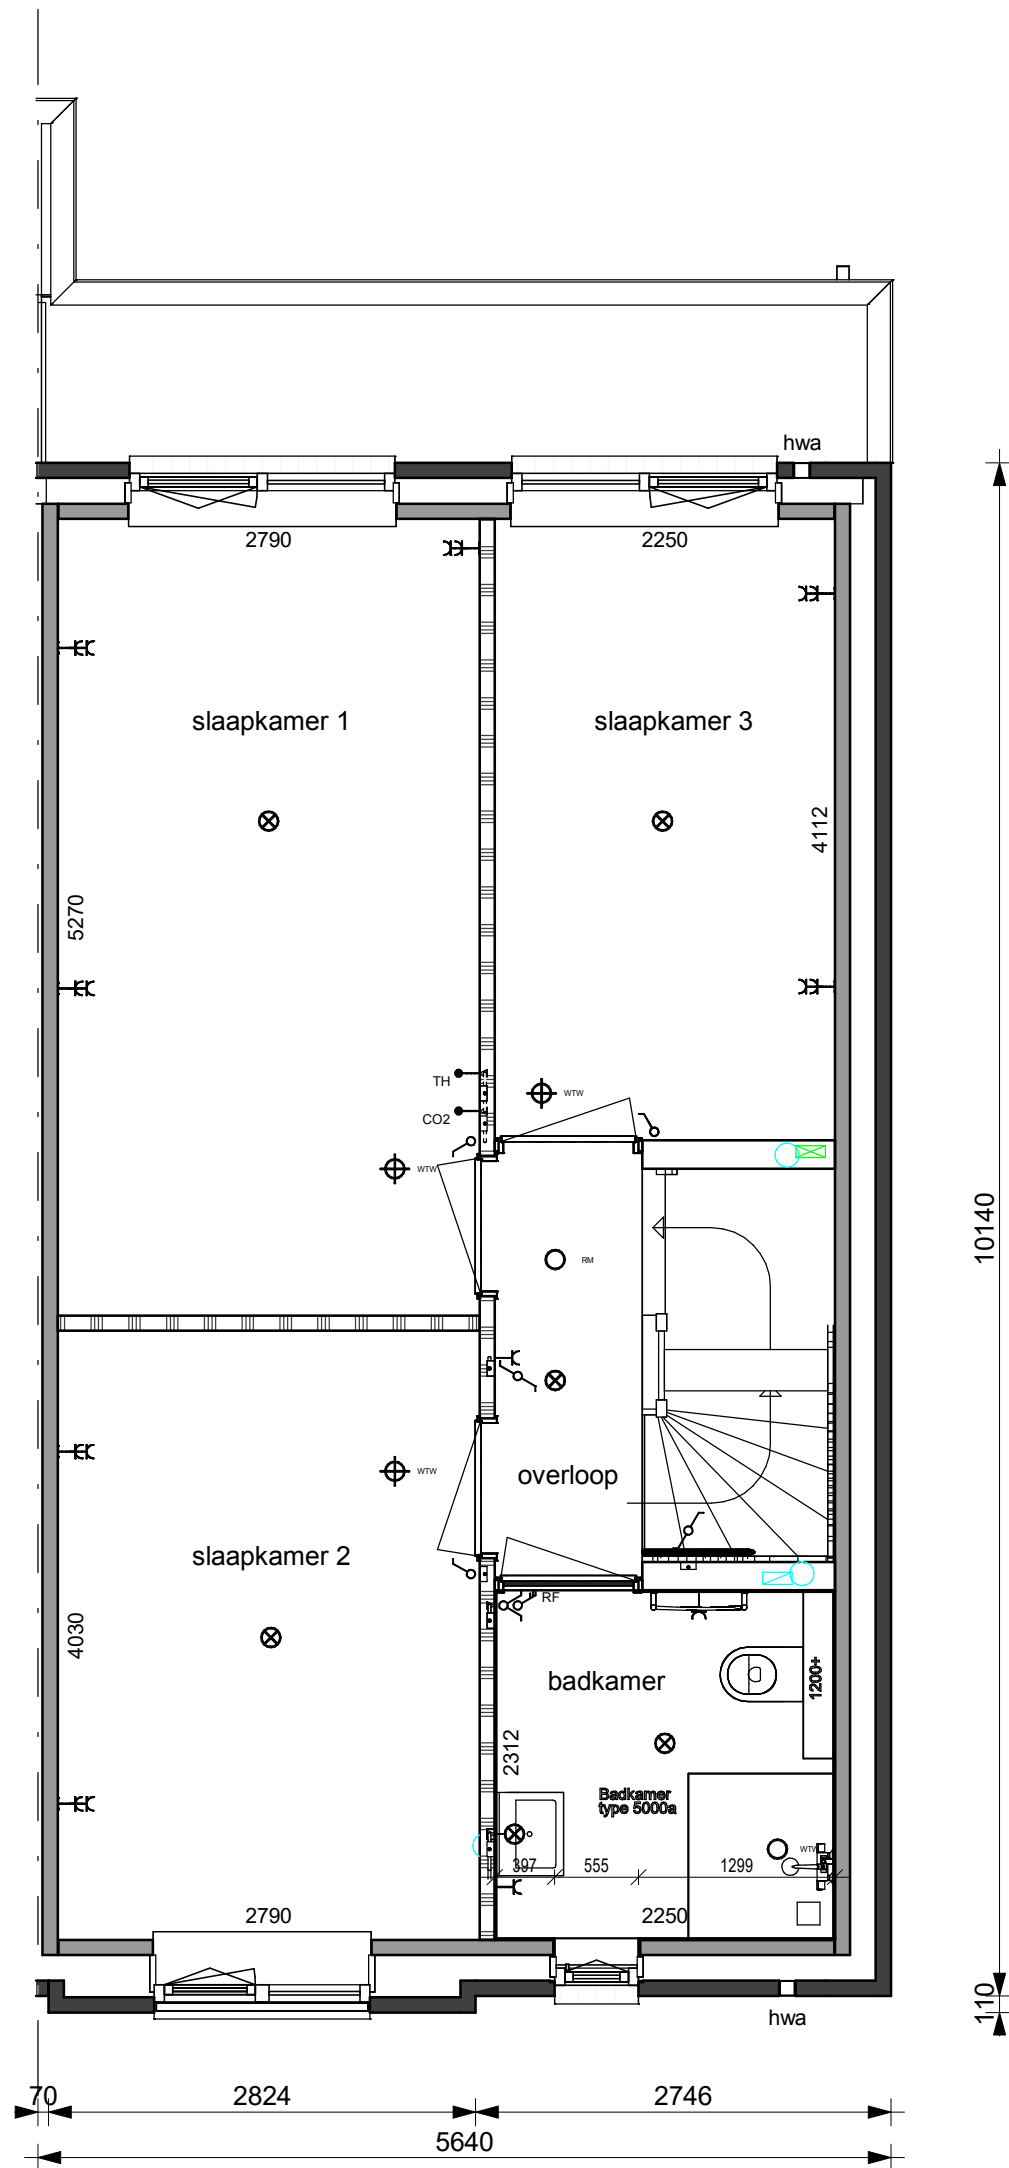 hwa
2790
2250
slaapkamer 1
slaapkamer 3
4112
5270
TH
CO2
WTW
WTW
10140
RM
overloop
WTW
slaapkamer 2
RF
4030
badkamer
1200+
2312
Badkamer
type 5000a
WTW
397
555
1299
2790
2250
110
hwa
70
2824
2746
5640